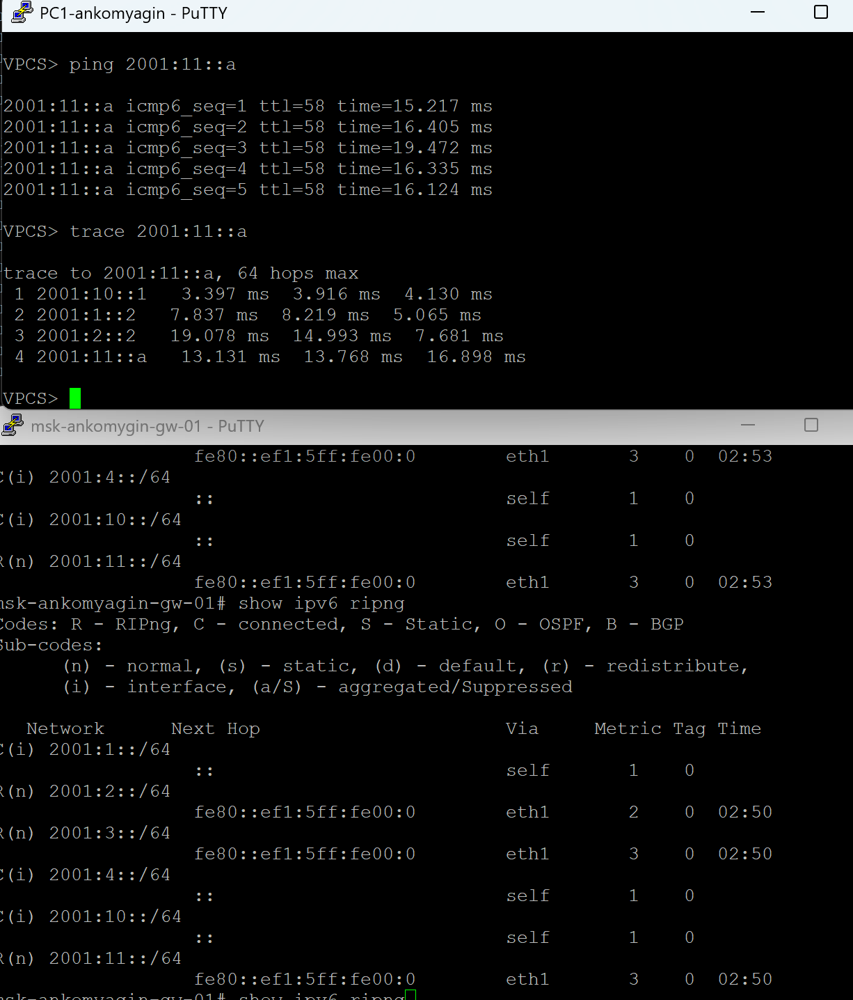 PC1-ankomyagin - PuTTY
VPCS> ping 2001:11::a
2001:11::a icmp6_seq=1 ttl=58 time=15.217 ms
2001:11::a icmp6_seq=2 ttl=58 time=16.405 ms
2001:11::a icmp6_seq=3 ttl=58 time=19.472 ms
2001:11::a icmp6_seq=4 ttl=58 time=16.335 ms
2001:11::a icmp6_seq=5 ttl=58 time=16.124 ms
VPCS> trace 2001:11::a
trace to 2001:11::a, 64 hops max
1 2001:10::1 3.397 ms 3.916 ms 4.130 ms
2 2001:1::2 7.837 ms 8.219 ms 5.065 ms
3 2001:2::2 19.078 ms 14.993 ms 7.681 ms
4 2001:11::a 13.131 ms 13.768 ms 16.898 ms
VPCS>
msk-ankomygin-gw-01 - PuTTY
fe80::ef1:5ff:fe00:0 eth1 3 0 02:53
C(i) 2001:4::/64
:: self 1 0
C(i) 2001:10::/64
:: self 1 0
R(n) 2001:11::/64
fe80::ef1:5ff:fe00:0 eth1 3 0 02:53
msk-ankomyagin-gw-01# show ipv6 ripng
Codes: R - RIPng, C - connected, S - Static, O - OSPF, B - BGP
Sub-codes:
(n) - normal, (s) - static, (d) - default, (r) - redistribute,
(i) - interface, (a/S) - aggregated/Suppressed
Network Next Hop Via Metric Tag Time
C(i) 2001:1::/64
:: self 1 0
R(n) 2001:2::/64
fe80::ef1:5ff:fe00:0 eth1 2 0 02:50
R(n) 2001:3::/64
fe80::ef1:5ff:fe00:0 eth1 3 0 02:50
C(i) 2001:4::/64
:: self 1 0
C(i) 2001:10::/64
:: self 1 0
R(n) 2001:11::/64
fe80::ef1:5ff:fe00:0 eth1 3 0 02:50
msk-ankomyagin-gw-01# show ipv6 ripng